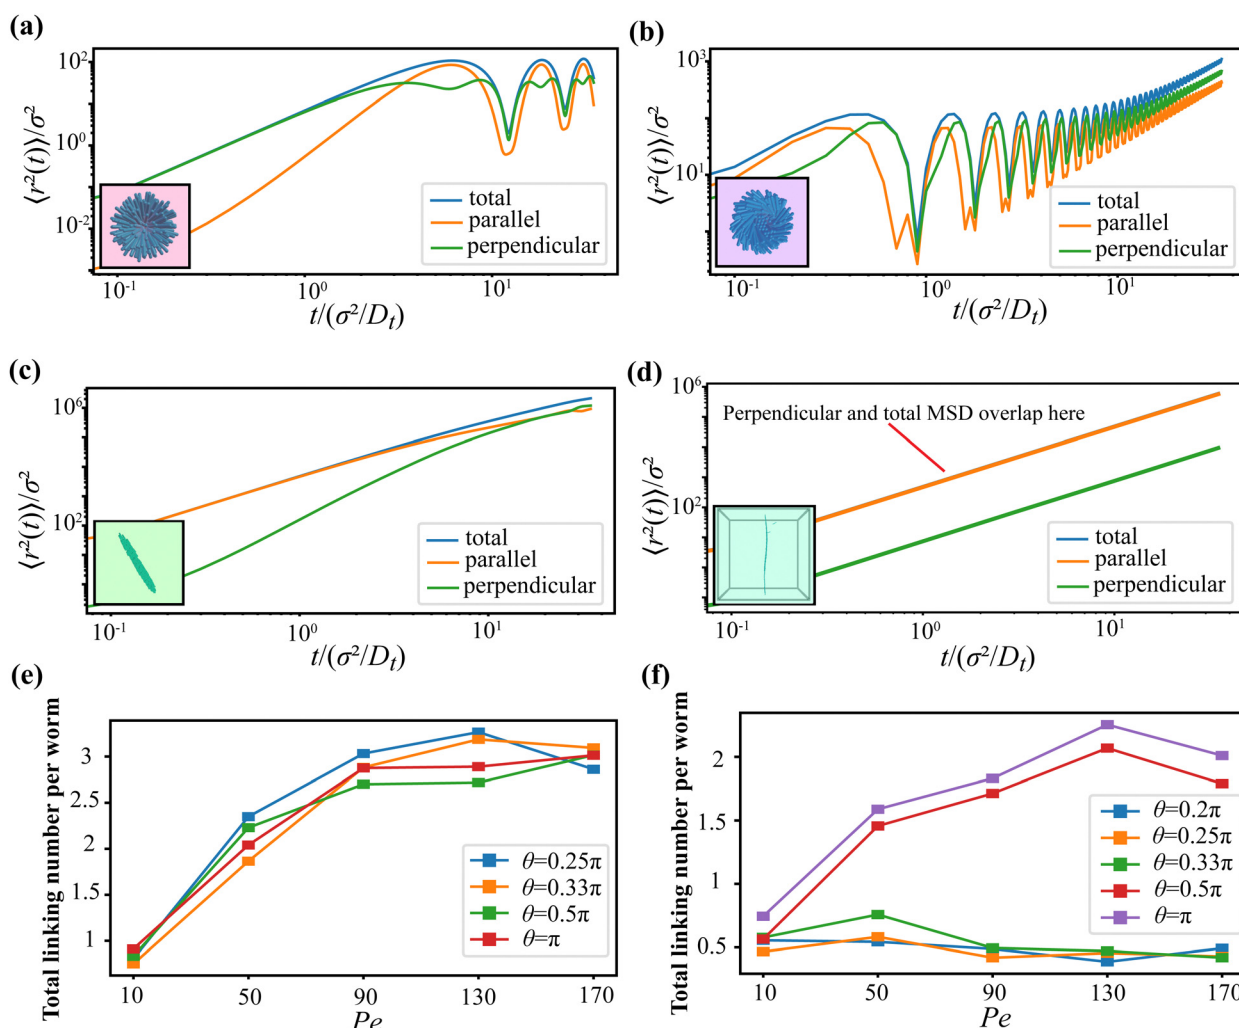 (a)
⟨r²(t)⟩/σ²
10²
10⁰
10⁻²
total
parallel
perpendicular
10⁻¹ 10⁰ 10¹
t/(σ²/Dₜ)
(b)
⟨r²(t)⟩/σ²
10³
10¹
total
parallel
perpendicular
10⁻¹ 10⁰ 10¹
t/(σ²/Dₜ)
(c)
⟨r²(t)⟩/σ²
10⁶
10²
total
parallel
perpendicular
10⁻¹ 10⁰ 10¹
t/(σ²/Dₜ)
(d)
⟨r²(t)⟩/σ²
10⁶
10²
Perpendicular and total MSD overlap here
total
parallel
perpendicular
10⁻¹ 10⁰ 10¹
t/(σ²/Dₜ)
(e)
Total linking number per worm
3
2.5
2
1.5
1
θ=0.25π
θ=0.33π
θ=0.5π
θ=π
10 50 90 130 170
Pe
(f)
Total linking number per worm
2
1.5
1
0.5
θ=0.2π
θ=0.25π
θ=0.33π
θ=0.5π
θ=π
10 50 90 130 170
Pe